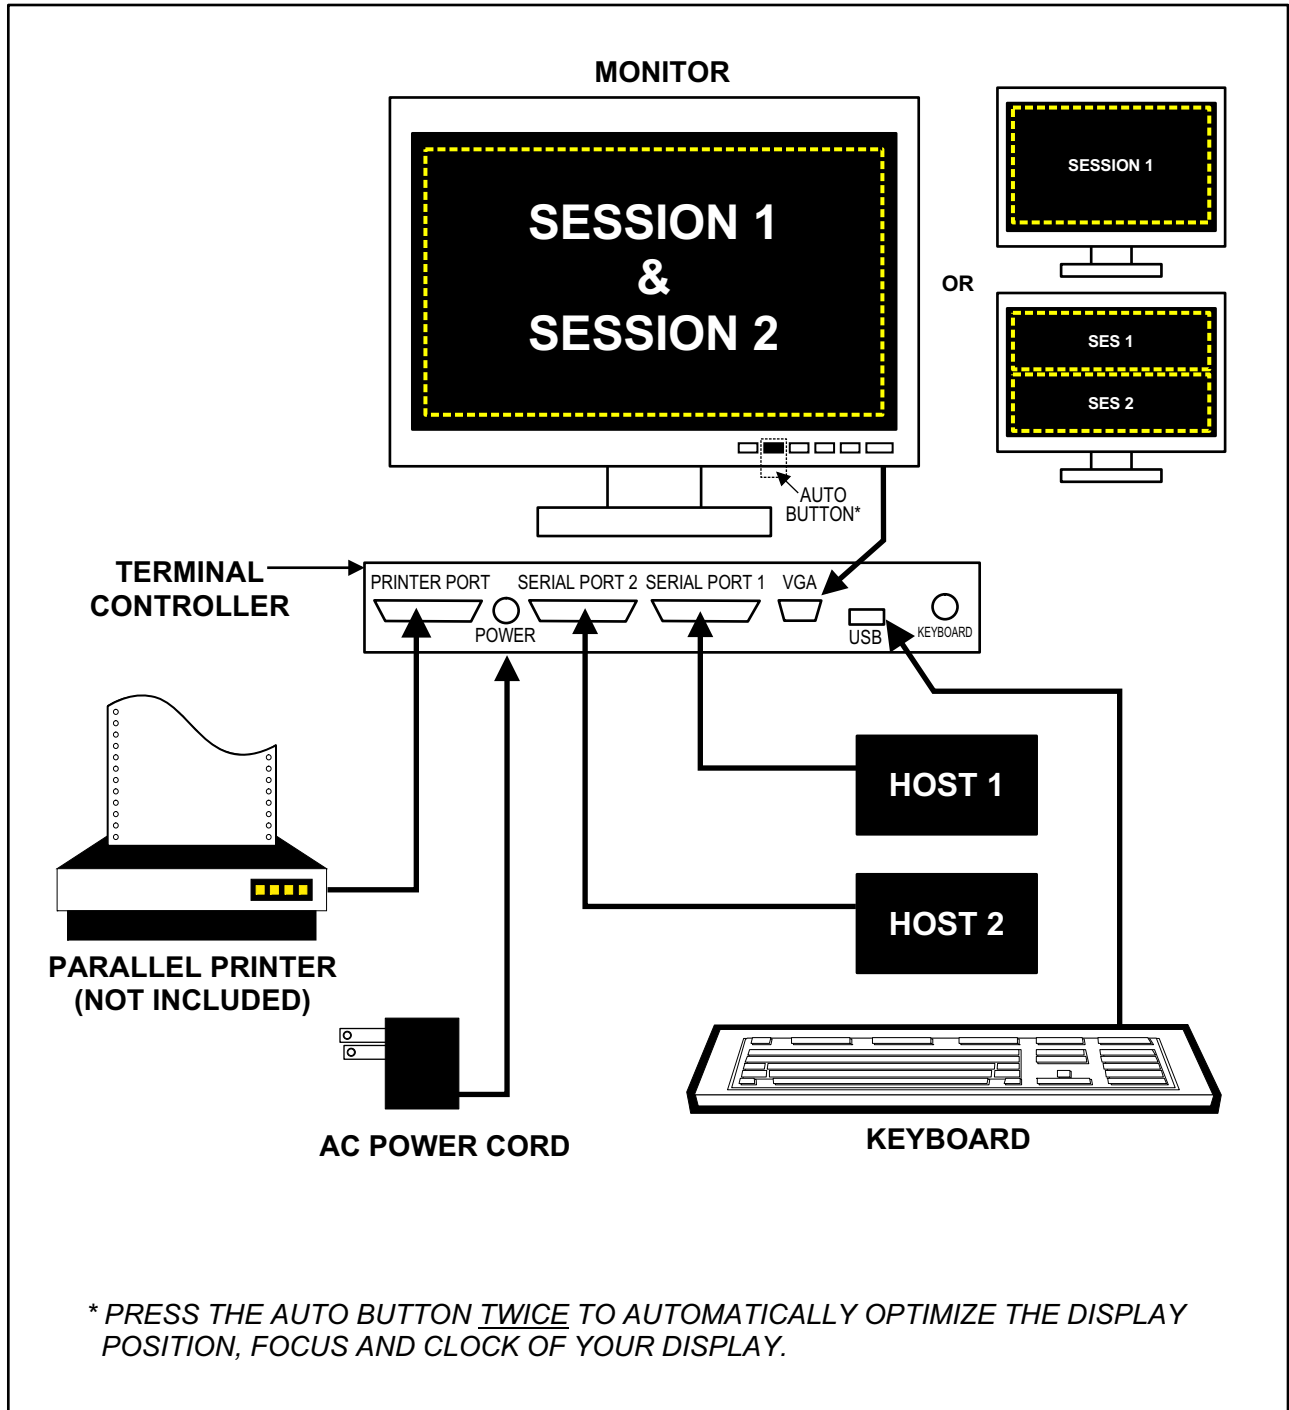 MONITOR
SESSION 1
&
SESSION 2
AUTO
BUTTON*
OR
SESSION 1
SES 1
SES 2
TERMINAL
CONTROLLER
PRINTER PORT
POWER
SERIAL PORT 2
SERIAL PORT 1
VGA
USB
KEYBOARD
HOST 1
HOST 2
PARALLEL PRINTER
(NOT INCLUDED)
AC POWER CORD
KEYBOARD
* PRESS THE AUTO BUTTON TWICE TO AUTOMATICALLY OPTIMIZE THE DISPLAY
POSITION, FOCUS AND CLOCK OF YOUR DISPLAY.